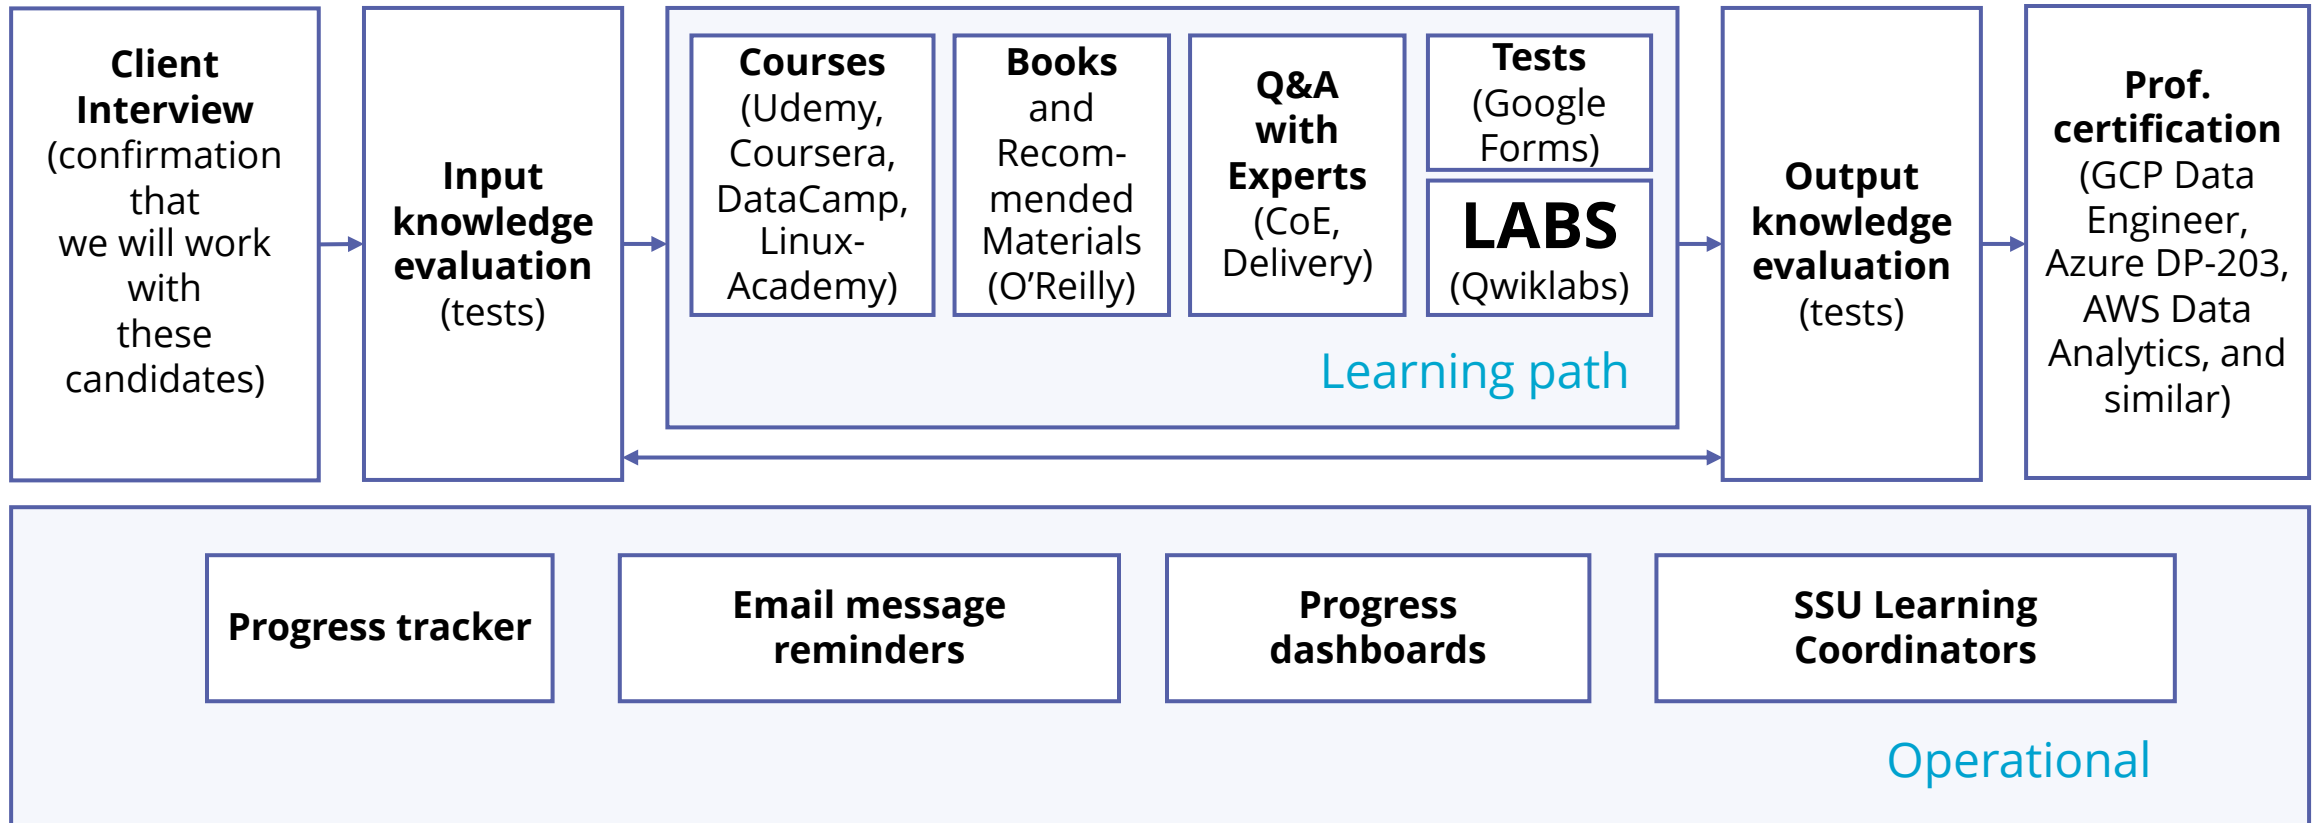 Client
Interview
(confirmation
that
we will work
with
these
candidates)
Input
knowledge
evaluation
(tests)
Courses
(Udemy,
Coursera,
DataCamp,
Linux-
Academy)
Books
and
Recom-
mended
Materials
(O’Reilly)
Q&A
with
Experts
(CoE,
Delivery)
Tests
(Google
Forms)
LABS
(Qwiklabs)
Learning path
Output
knowledge
evaluation
(tests)
Prof.
certification
(GCP Data
Engineer,
Azure DP-203,
AWS Data
Analytics, and
similar)
Progress tracker
Email message
reminders
Progress
dashboards
SSU Learning
Coordinators
Operational